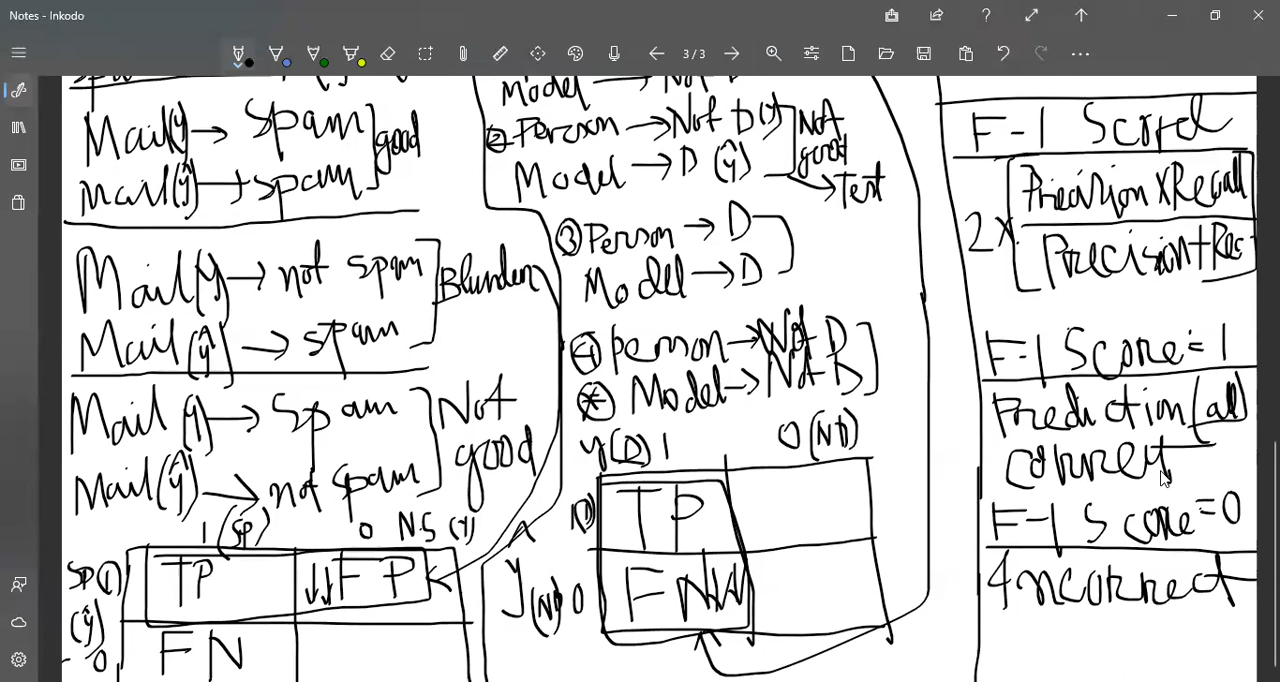 Notes - Inkodo
3/3
Mail(y) → Spam
Mail(ŷ) → Spam
good
Mail(y) → not spam
Mail(ŷ) → spam
Blunder
Mail(y) → Spam
Mail(ŷ) → not spam
Not
good
1 (Sp)
0 N.S (y)
SP(1)
(ŷ)
0
TP
↓↓FP
FN
Model → Not D
② Person → Not D(y)
Model → D (ŷ)
Not
good
→ Test
③ Person → D
Model → D
④ person → Not D
Model → Not D
y(D) 1
0 (ND)
TP
FN
F-1 Score
2 ×
Precision X Recall
Precision + Rec
F-1 Score = 1
Prediction (all)
correct
F-1 Score = 0
Incorrect